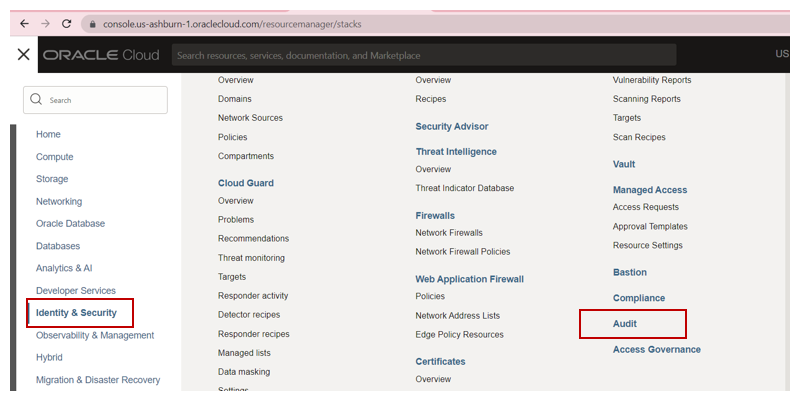 console.us-ashburn-1.oraclecloud.com/resourcemanager/stacks
ORACLE Cloud
Search resources, services, documentation, and Marketplace
US
Search
Home
Compute
Storage
Networking
Oracle Database
Databases
Analytics & AI
Developer Services
Identity & Security
Observability & Management
Hybrid
Migration & Disaster Recovery
Overview
Domains
Network Sources
Policies
Compartments
Cloud Guard
Overview
Problems
Recommendations
Threat monitoring
Targets
Responder activity
Detector recipes
Responder recipes
Managed lists
Data masking
Settings
Overview
Recipes
Security Advisor
Threat Intelligence
Overview
Threat Indicator Database
Firewalls
Network Firewalls
Network Firewall Policies
Web Application Firewall
Policies
Network Address Lists
Edge Policy Resources
Certificates
Overview
Vulnerability Reports
Scanning Reports
Targets
Scan Recipes
Vault
Managed Access
Access Requests
Approval Templates
Resource Settings
Bastion
Compliance
Audit
Access Governance